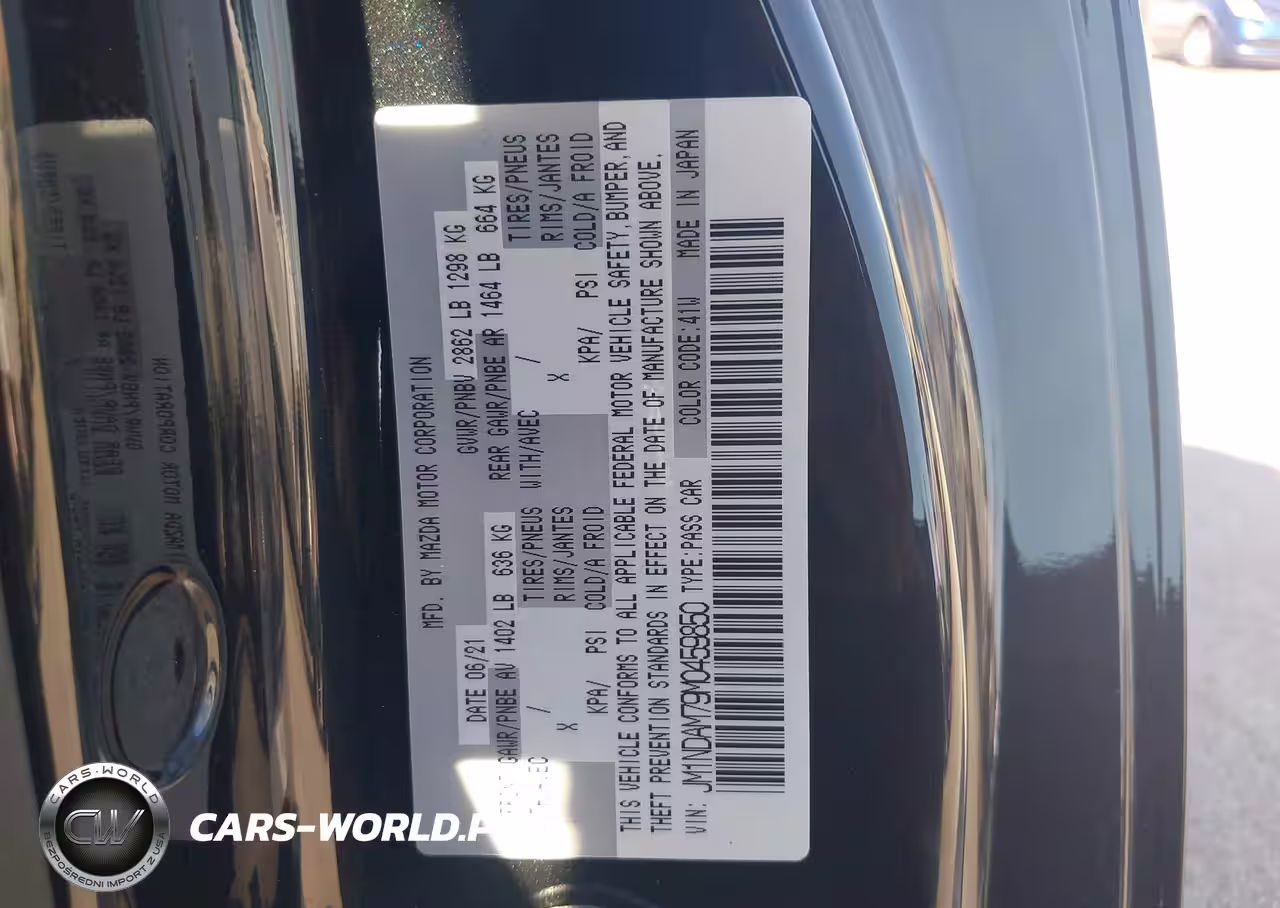 MFD. BY. MAZDA MOTOR CORPORATION
DATE 06/21 GVWR/PNBV 2862 LB 1298 KG
GAWR/PNBE AV 1402 LB 636 KG REAR GAWR/PNBE AR 1464 LB 664 KG
TIRES/PNEUS WITH/AVEC TIRES/PNEUS
RIMS/JANTES RIMS/JANTES
COLD/A FROID COLD/A FROID
X / X /
KPA/ PSI KPA/ PSI
THIS VEHICLE CONFORMS TO ALL APPLICABLE FEDERAL MOTOR VEHICLE SAFETY, BUMPER, AND
THEFT PREVENTION STANDARDS IN EFFECT ON THE DATE OF MANUFACTURE SHOWN ABOVE.
VIN: JM1NDAM79M0459850 TYPE:PASS CAR COLOR CODE:41W MADE IN JAPAN
CARS-WORLD
CW
BEZPOŚREDNI IMPORT Z USA
CARS-WORLD.P